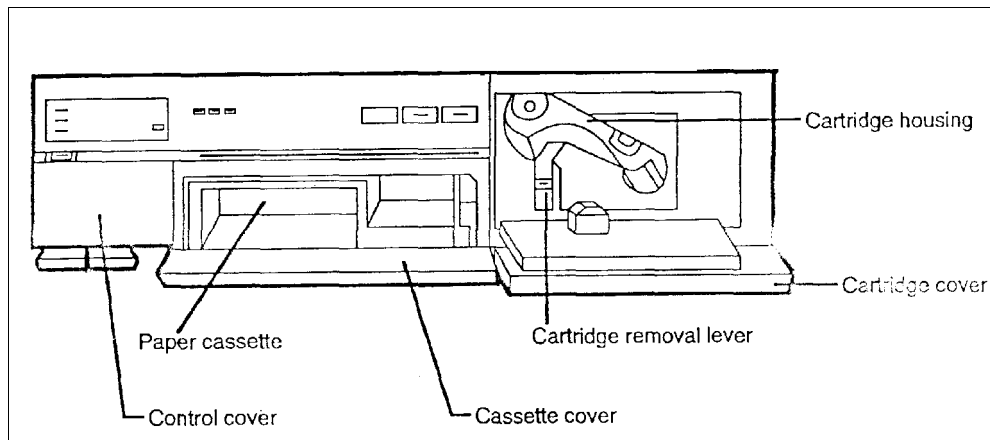 Cartridge housing
Cartridge cover
Paper cassette
Cartridge removal lever
Control cover
Cassette cover